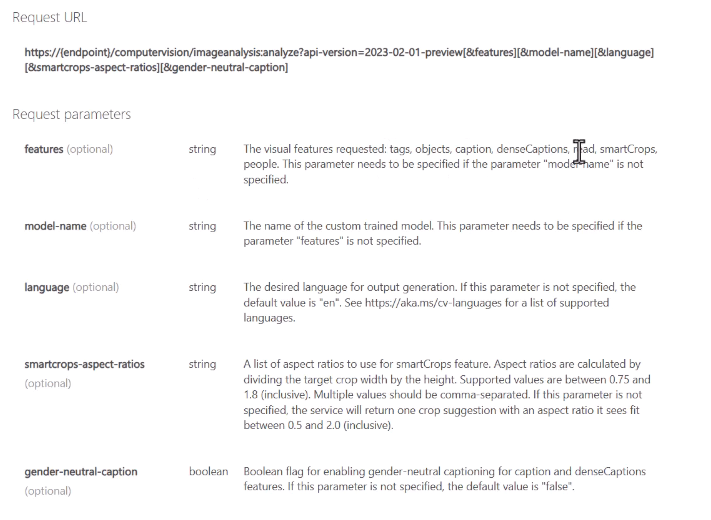 Request URL
https://{endpoint}/computervision/imageanalysis:analyze?api-version=2023-02-01-preview[&features][&model-name][&language]
[&smartcrops-aspect-ratios][&gender-neutral-caption]
Request parameters
features (optional) string The visual features requested: tags, objects, caption, denseCaptions, read, smartCrops,
people. This parameter needs to be specified if the parameter "model-name" is not
specified.
model-name (optional) string The name of the custom trained model. This parameter needs to be specified if the
parameter "features" is not specified.
language (optional) string The desired language for output generation. If this parameter is not specified, the
default value is "en". See https://aka.ms/cv-languages for a list of supported
languages.
smartcrops-aspect-ratios string A list of aspect ratios to use for smartCrops feature. Aspect ratios are calculated by
(optional) dividing the target crop width by the height. Supported values are between 0.75 and
1.8 (inclusive). Multiple values should be comma-separated. If this parameter is not
specified, the service will return one crop suggestion with an aspect ratio it sees fit
between 0.5 and 2.0 (inclusive).
gender-neutral-caption boolean Boolean flag for enabling gender-neutral captioning for caption and denseCaptions
(optional) features. If this parameter is not specified, the default value is "false".